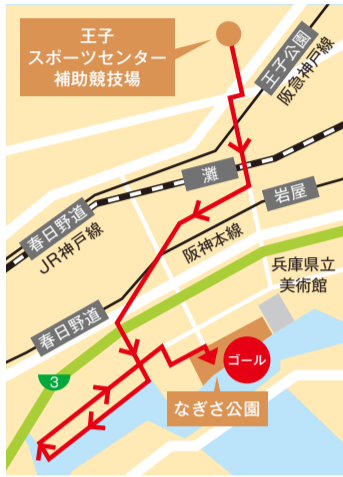 王子
スポーツセンター
補助競技場
王子公園
阪急神戸線
灘
春日野道
JR神戸線
岩屋
阪神本線
兵庫県立
美術館
春日野道
ゴール
3
なぎさ公園